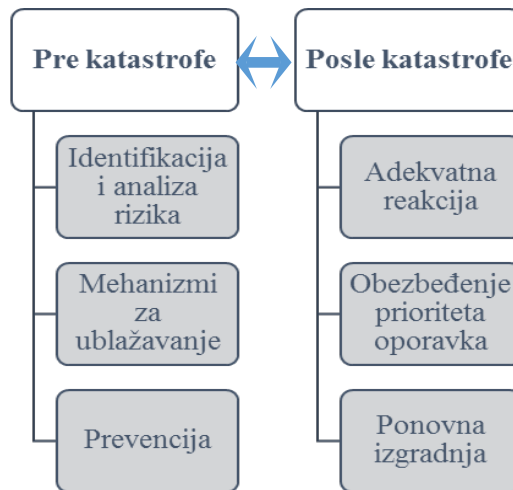 Pre katastrofe
Identifikacija
i analiza
rizika
Mehanizmi
za
ublažavanje
Prevencija
Posle katastrofe
Adekvatna
reakcija
Obezbeđenje
prioriteta
oporavka
Ponovna
izgradnja